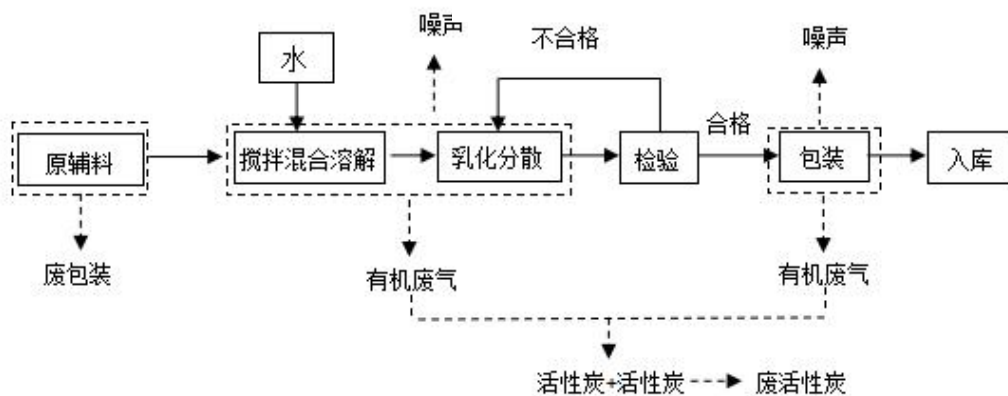 噪声
不合格
噪声
水
合格
原辅料
搅拌混合溶解
乳化分散
检验
包装
入库
废包装
有机废气
有机废气
活性炭+活性炭
废活性炭